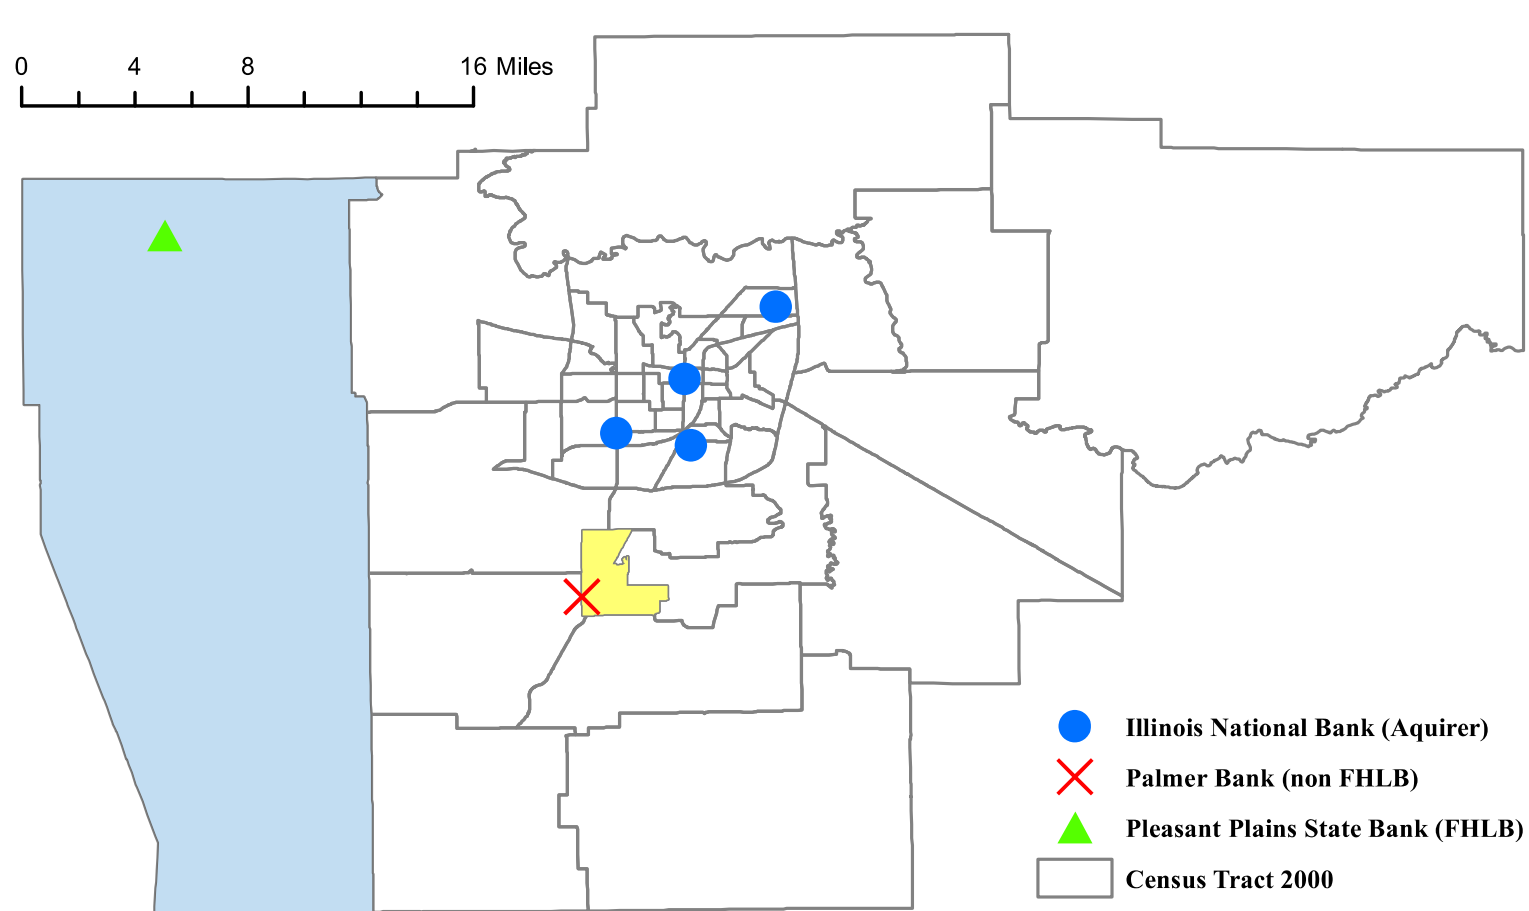 0 4 8 16 Miles
Illinois National Bank (Aquirer)
Palmer Bank (non FHLB)
Pleasant Plains State Bank (FHLB)
Census Tract 2000